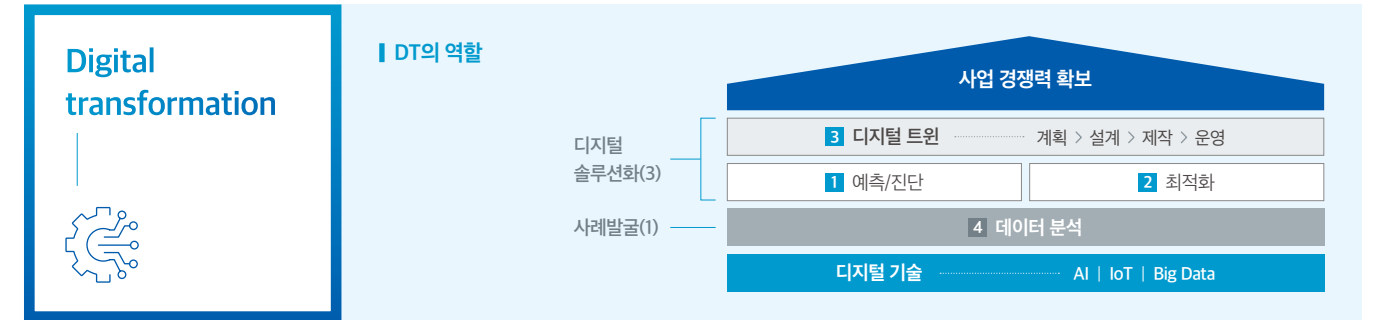 Digital
transformation
DT의 역할
사업 경쟁력 확보
디지털
솔루션화(3)
3 디지털 트윈 계획 > 설계 > 제작 > 운영
1 예측/진단
2 최적화
사례발굴(1)
4 데이터 분석
디지털 기술 AI | IoT | Big Data